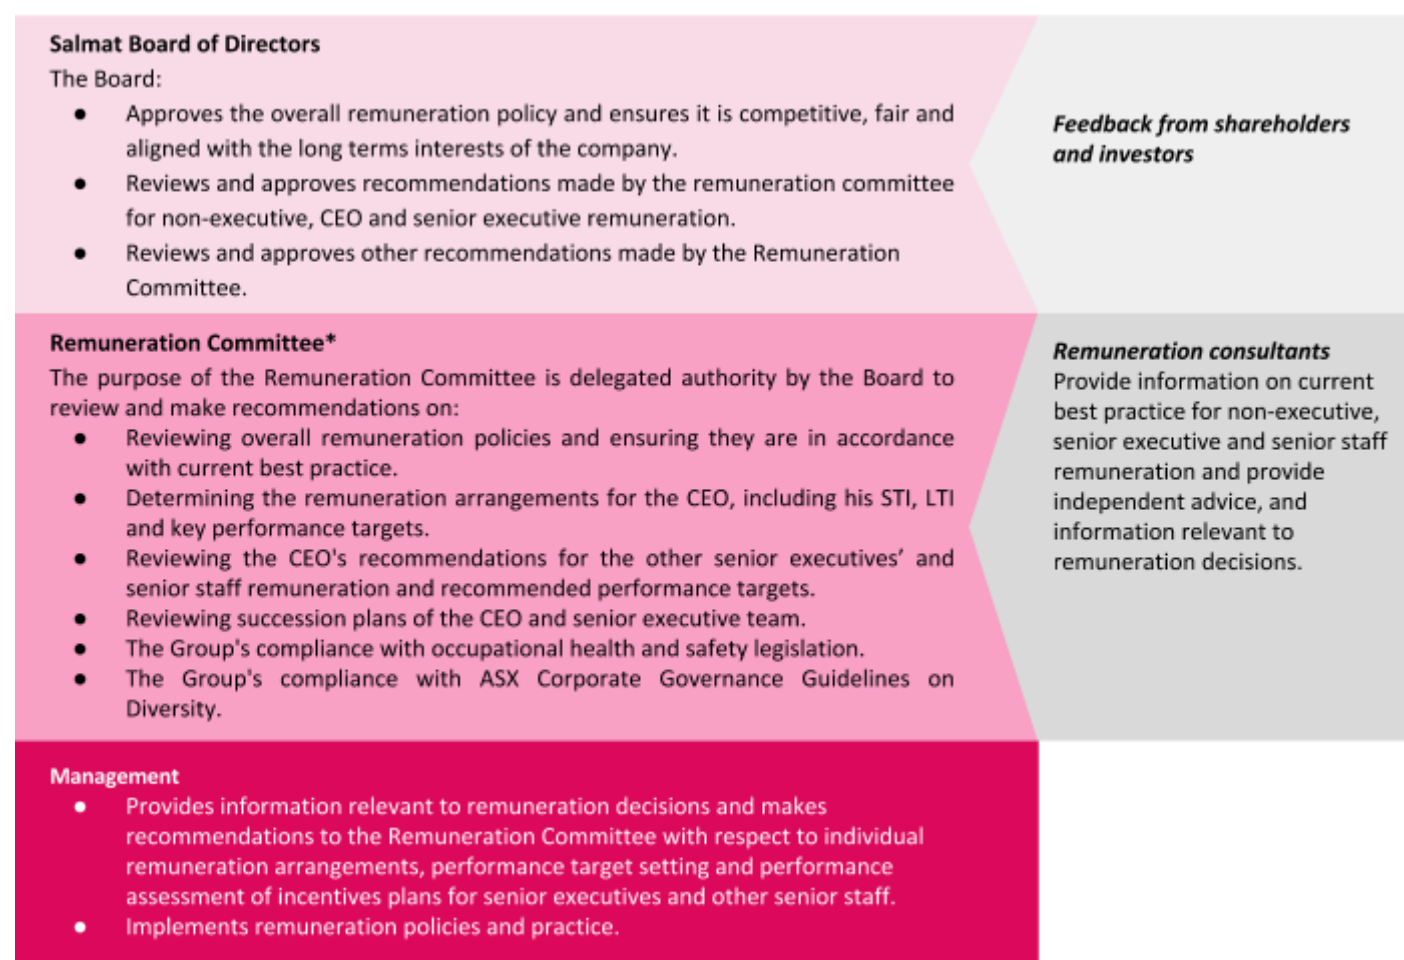 Salmat Board of Directors
The Board:
● Approves the overall remuneration policy and ensures it is competitive, fair and
aligned with the long terms interests of the company.
● Reviews and approves recommendations made by the remuneration committee
for non-executive, CEO and senior executive remuneration.
● Reviews and approves other recommendations made by the Remuneration
Committee.
Feedback from shareholders
and investors
Remuneration Committee*
The purpose of the Remuneration Committee is delegated authority by the Board to
review and make recommendations on:
● Reviewing overall remuneration policies and ensuring they are in accordance
with current best practice.
● Determining the remuneration arrangements for the CEO, including his STI, LTI
and key performance targets.
● Reviewing the CEO's recommendations for the other senior executives’ and
senior staff remuneration and recommended performance targets.
● Reviewing succession plans of the CEO and senior executive team.
● The Group's compliance with occupational health and safety legislation.
● The Group's compliance with ASX Corporate Governance Guidelines on
Diversity.
Remuneration consultants
Provide information on current
best practice for non-executive,
senior executive and senior staff
remuneration and provide
independent advice, and
information relevant to
remuneration decisions.
Management
● Provides information relevant to remuneration decisions and makes
recommendations to the Remuneration Committee with respect to individual
remuneration arrangements, performance target setting and performance
assessment of incentives plans for senior executives and other senior staff.
● Implements remuneration policies and practice.